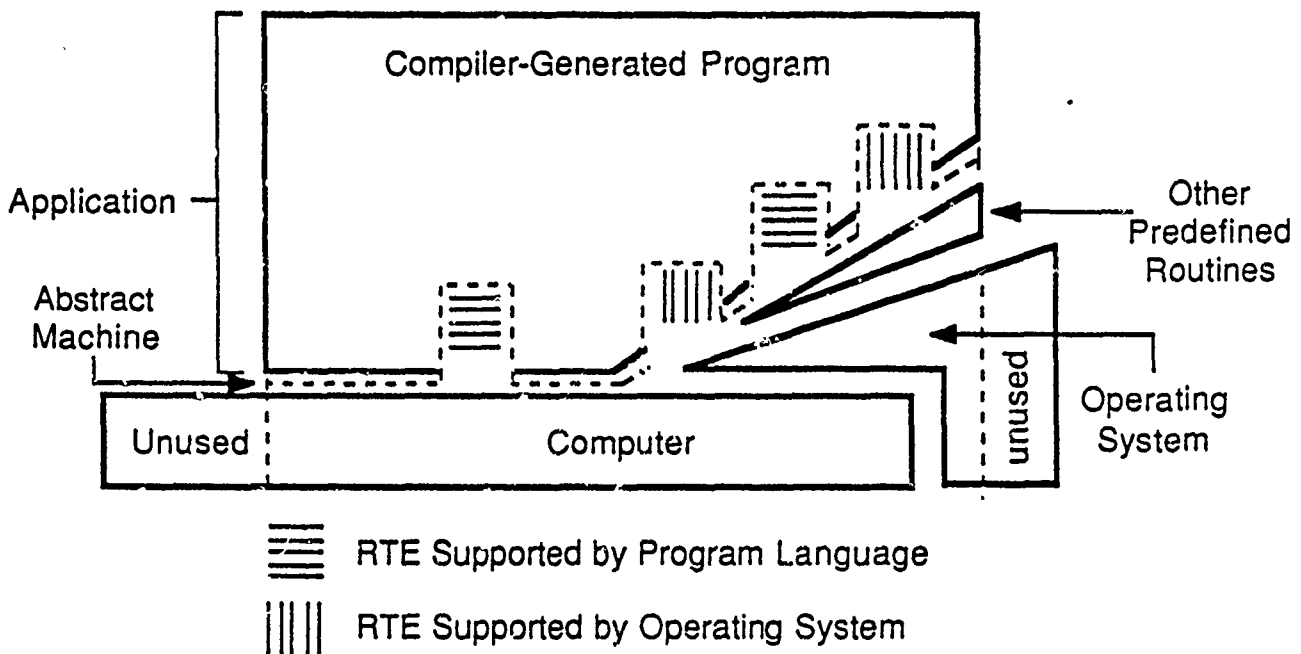 Compiler-Generated Program
Application
Other
Predefined
Routines
Abstract
Machine
Operating
System
unused
Unused
Computer
RTE Supported by Program Language
RTE Supported by Operating System